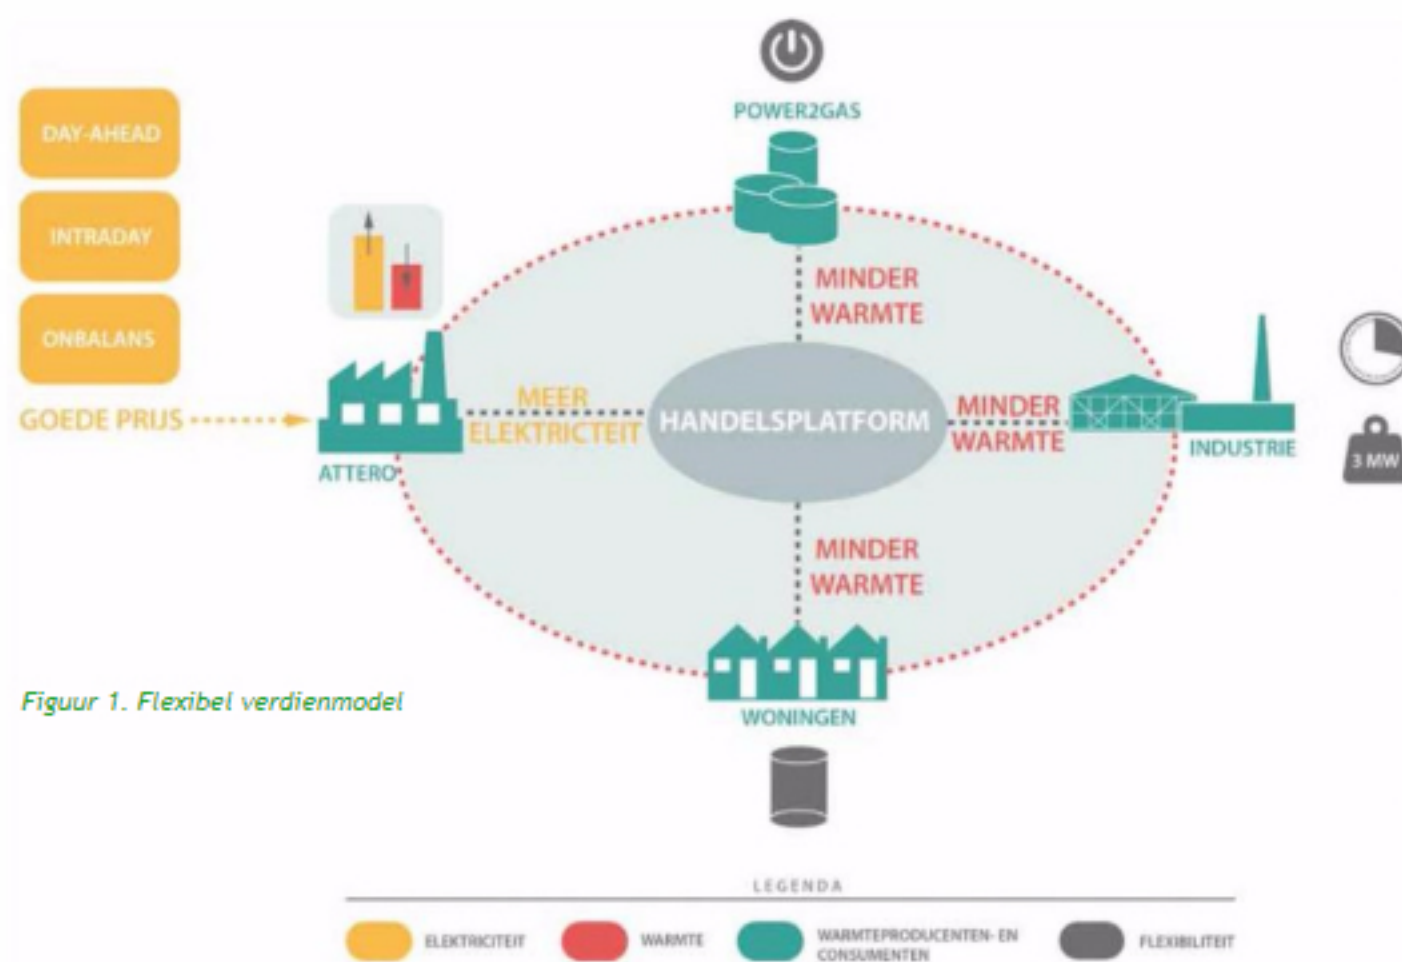 POWER2GAS
DAY-AHEAD
INTRADAY
ONBALANS
GOEDE PRIJS
ATTERO
MEER
ELEKTRICTEIT
HANDELSPLATFORM
MINDER
WARMTE
MINDER
WARMTE
INDUSTRIE
3 MW
MINDER
WARMTE
WONINGEN
Figuur 1. Flexibel verdienmodel
LEGENDA
ELEKTRICITEIT
WARMTE
WARMTEPRODUCENTEN- EN
CONSUMENTEN
FLEXIBILITEIT